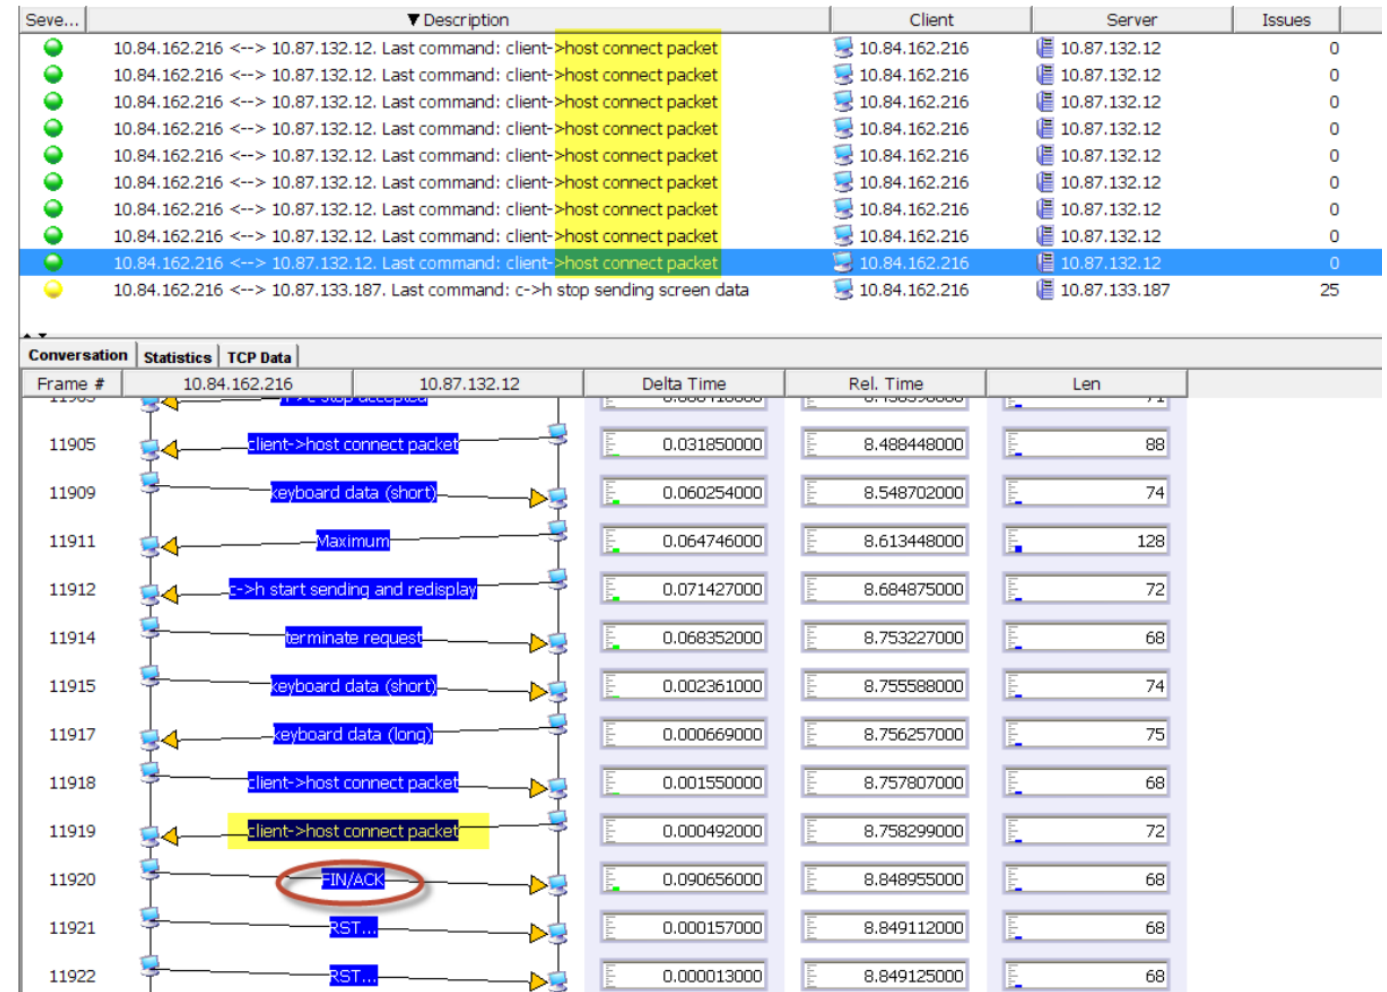 Seve... Description Client Server Issues
10.84.162.216 <--> 10.87.132.12. Last command: client->host connect packet 10.84.162.216 10.87.132.12 0
10.84.162.216 <--> 10.87.132.12. Last command: client->host connect packet 10.84.162.216 10.87.132.12 0
10.84.162.216 <--> 10.87.132.12. Last command: client->host connect packet 10.84.162.216 10.87.132.12 0
10.84.162.216 <--> 10.87.132.12. Last command: client->host connect packet 10.84.162.216 10.87.132.12 0
10.84.162.216 <--> 10.87.132.12. Last command: client->host connect packet 10.84.162.216 10.87.132.12 0
10.84.162.216 <--> 10.87.132.12. Last command: client->host connect packet 10.84.162.216 10.87.132.12 0
10.84.162.216 <--> 10.87.132.12. Last command: client->host connect packet 10.84.162.216 10.87.132.12 0
10.84.162.216 <--> 10.87.132.12. Last command: client->host connect packet 10.84.162.216 10.87.132.12 0
10.84.162.216 <--> 10.87.132.12. Last command: client->host connect packet 10.84.162.216 10.87.132.12 0
10.84.162.216 <--> 10.87.133.187. Last command: c->h stop sending screen data 10.84.162.216 10.87.133.187 25
Conversation Statistics TCP Data
Frame # 10.84.162.216 10.87.132.12 Delta Time Rel. Time Len
stop accepted 71
11905 client->host connect packet 0.031850000 8.488448000 88
11909 keyboard data (short) 0.060254000 8.548702000 74
11911 Maximum 0.064746000 8.613448000 128
11912 c->h start sending and redisplay 0.071427000 8.684875000 72
11914 terminate request 0.068352000 8.753227000 68
11915 keyboard data (short) 0.002361000 8.755588000 74
11917 keyboard data (long) 0.000669000 8.756257000 75
11918 client->host connect packet 0.001550000 8.757807000 68
11919 client->host connect packet 0.000492000 8.758299000 72
11920 FIN/ACK 0.090656000 8.848955000 68
11921 RST... 0.000157000 8.849112000 68
11922 RST... 0.000013000 8.849125000 68